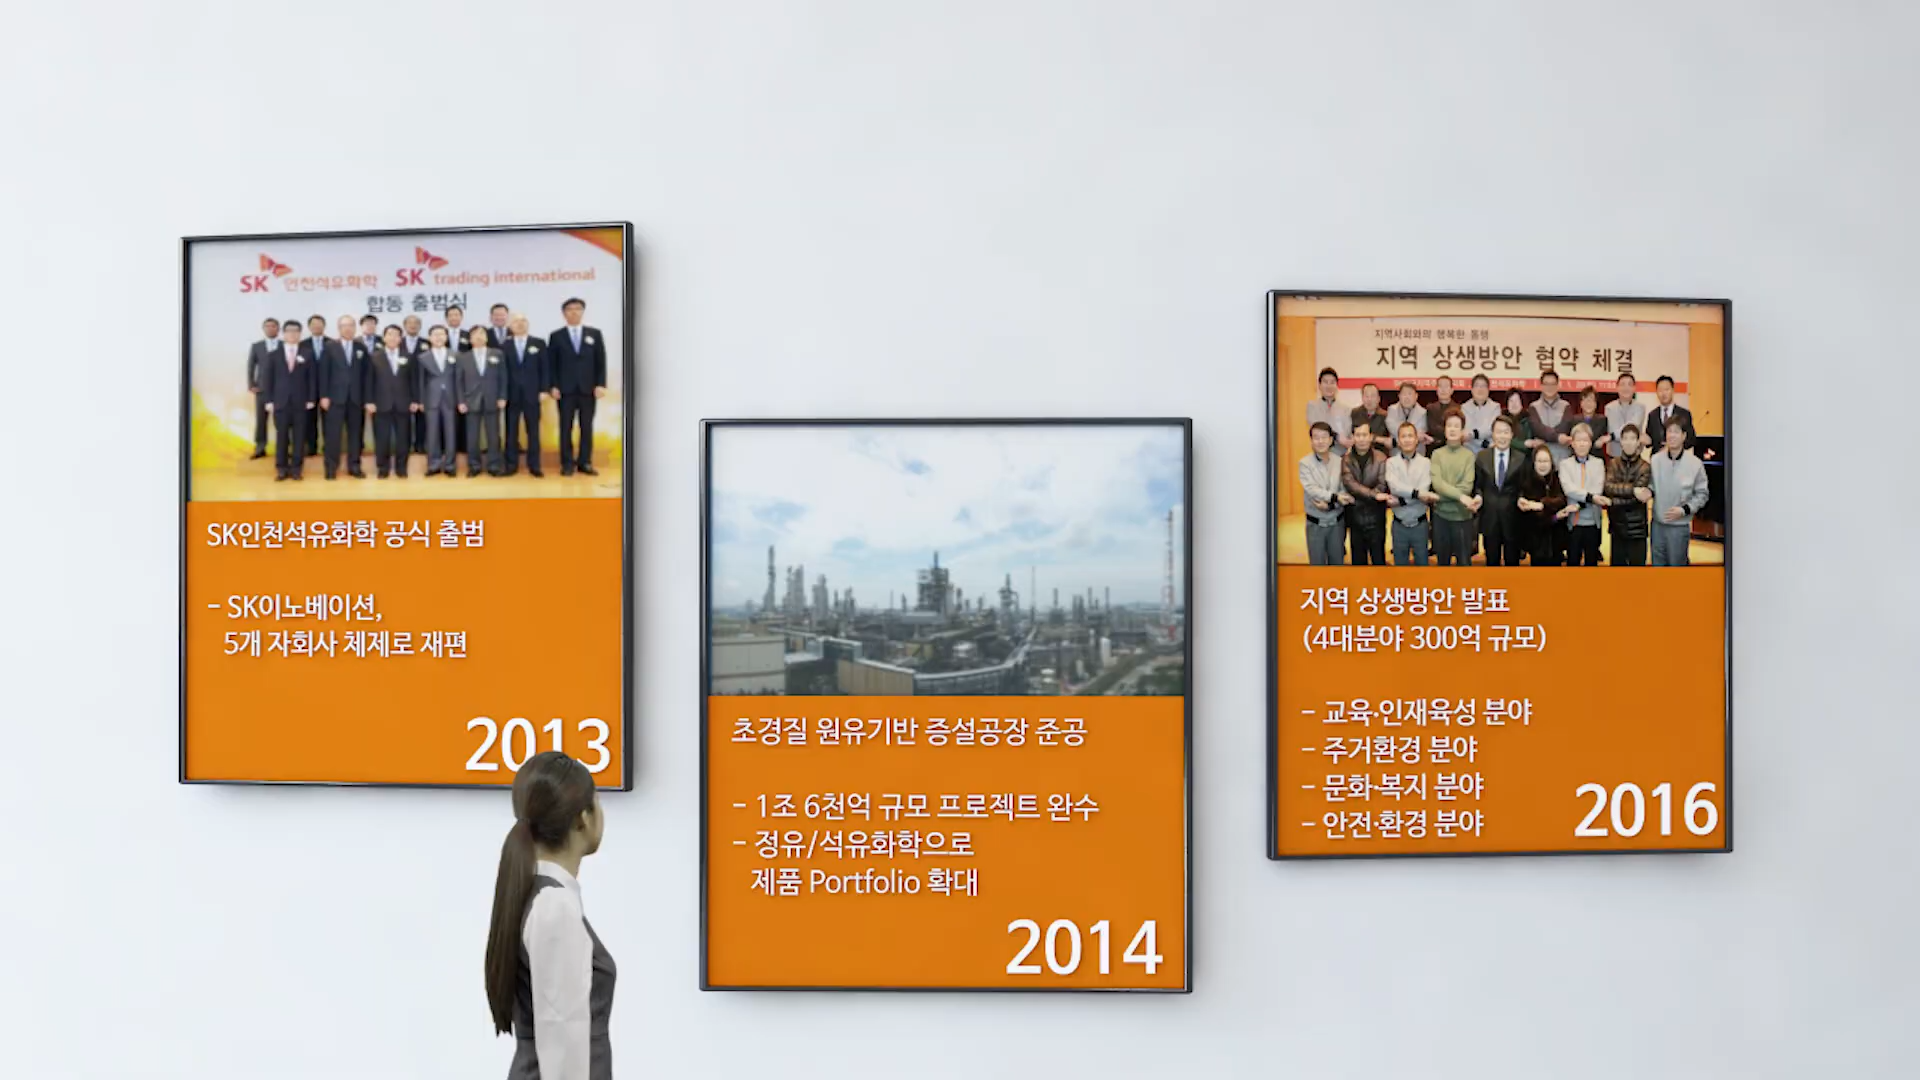 SK 인천석유화학 SK trading international
합동 출범식
SK인천석유화학 공식 출범
- SK이노베이션,
5개 자회사 체제로 재편
2013
초경질 원유기반 증설공장 준공
- 1조 6천억 규모 프로젝트 완수
- 정유/석유화학으로
제품 Portfolio 확대
2014
지역사회와의 행복한 동행
지역 상생방안 협약 체결
지역 상생방안 발표
(4대분야 300억 규모)
- 교육·인재육성 분야
- 주거환경 분야
- 문화·복지 분야
- 안전·환경 분야
2016